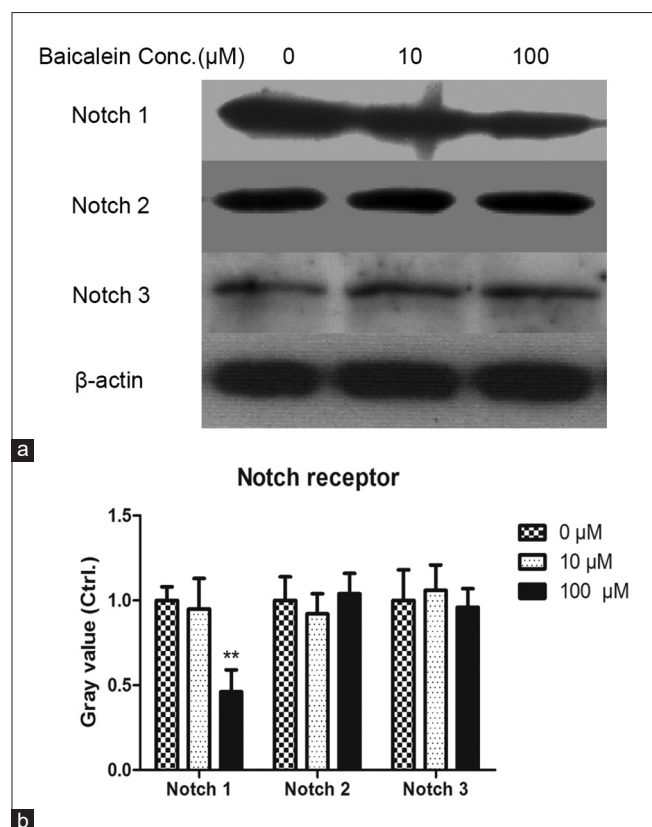 Baicalein Conc.(µM) 0 10 100
Notch 1
Notch 2
Notch 3
β-actin
a
Notch receptor
Gray value (Ctrl.)
1.5
1.0
0.5
0.0
**
0 µM
10 µM
100 µM
Notch 1 Notch 2 Notch 3
b